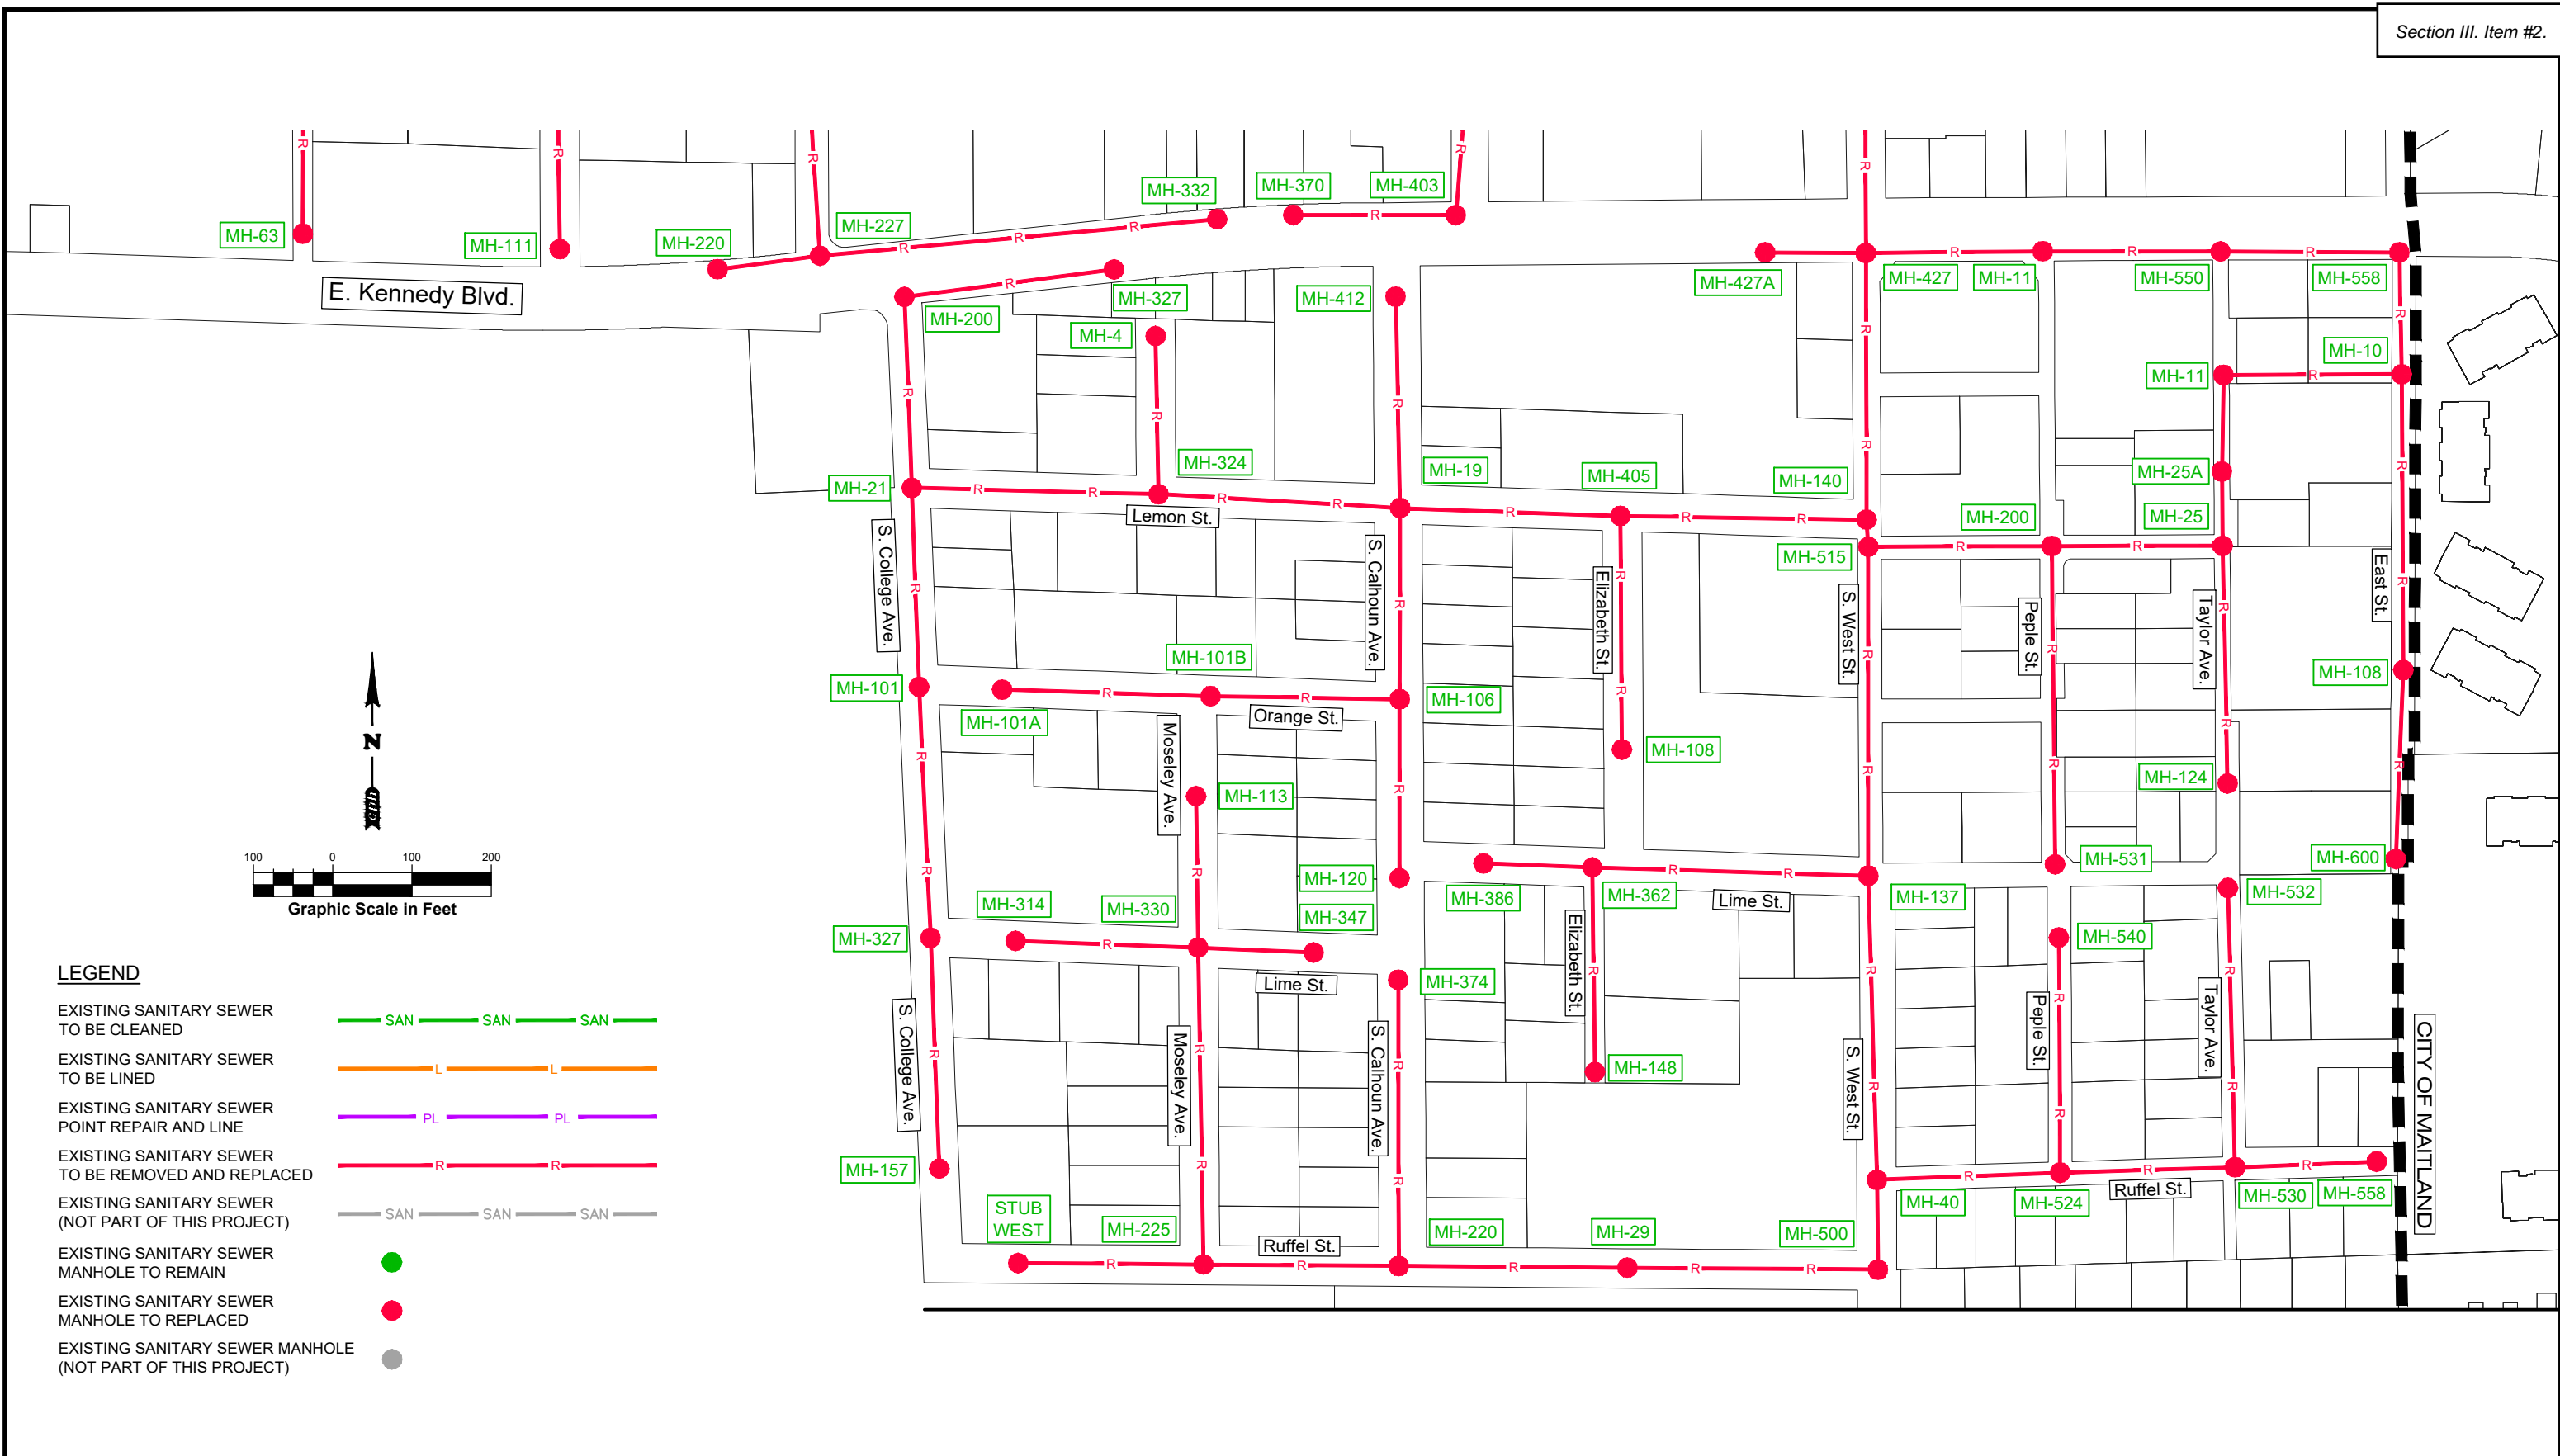 Section III. Item #2.
R
R
R
R
R
MH-332
MH-370
MH-403
MH-63
MH-111
MH-220
MH-227
R
R
R
R
E. Kennedy Blvd.
R
MH-200
MH-327
MH-412
MH-4
MH-427A
MH-427
MH-11
MH-550
MH-558
R
R
R
R
R
R
MH-10
MH-11
R
R
R
R
R
MH-324
MH-19
MH-405
MH-140
MH-25A
R
MH-21
R
R
R
R
R
R
R
Lemon St.
MH-200
MH-25
MH-515
R
R
S. College Ave.
S. Calhoun Ave.
Elizabeth St.
S. West St.
Peple St.
Taylor Ave.
East St.
R
R
R
R
R
R
R
R
R
MH-101B
MH-101
R
R
MH-101A
Orange St.
MH-106
MH-108
MH-108
R
R
R
R
R
R
Moseley Ave.
MH-113
MH-124
N
100
0
100
200
Graphic Scale in Feet
R
R
MH-120
MH-314
MH-330
MH-347
MH-327
R
R
R
MH-386
MH-362
Lime St.
MH-137
MH-531
MH-600
MH-532
MH-540
Lime St.
MH-374
Elizabeth St.
R
R
R
R
S. College Ave.
R
Moseley Ave.
R
S. Calhoun Ave.
R
MH-148
S. West St.
R
Peple St.
R
Taylor Ave.
R
CITY OF MAITLAND
MH-157
R
R
R
R
R
MH-40
MH-524
Ruffel St.
MH-530
MH-558
STUB
WEST
MH-225
Ruffel St.
MH-220
MH-29
MH-500
R
R
R
R
R
LEGEND
EXISTING SANITARY SEWER
TO BE CLEANED
SAN SAN SAN
EXISTING SANITARY SEWER
TO BE LINED
L L
EXISTING SANITARY SEWER
POINT REPAIR AND LINE
PL PL
EXISTING SANITARY SEWER
TO BE REMOVED AND REPLACED
R R
EXISTING SANITARY SEWER
(NOT PART OF THIS PROJECT)
SAN SAN SAN
EXISTING SANITARY SEWER
MANHOLE TO REMAIN
EXISTING SANITARY SEWER
MANHOLE TO REPLACED
EXISTING SANITARY SEWER MANHOLE
(NOT PART OF THIS PROJECT)